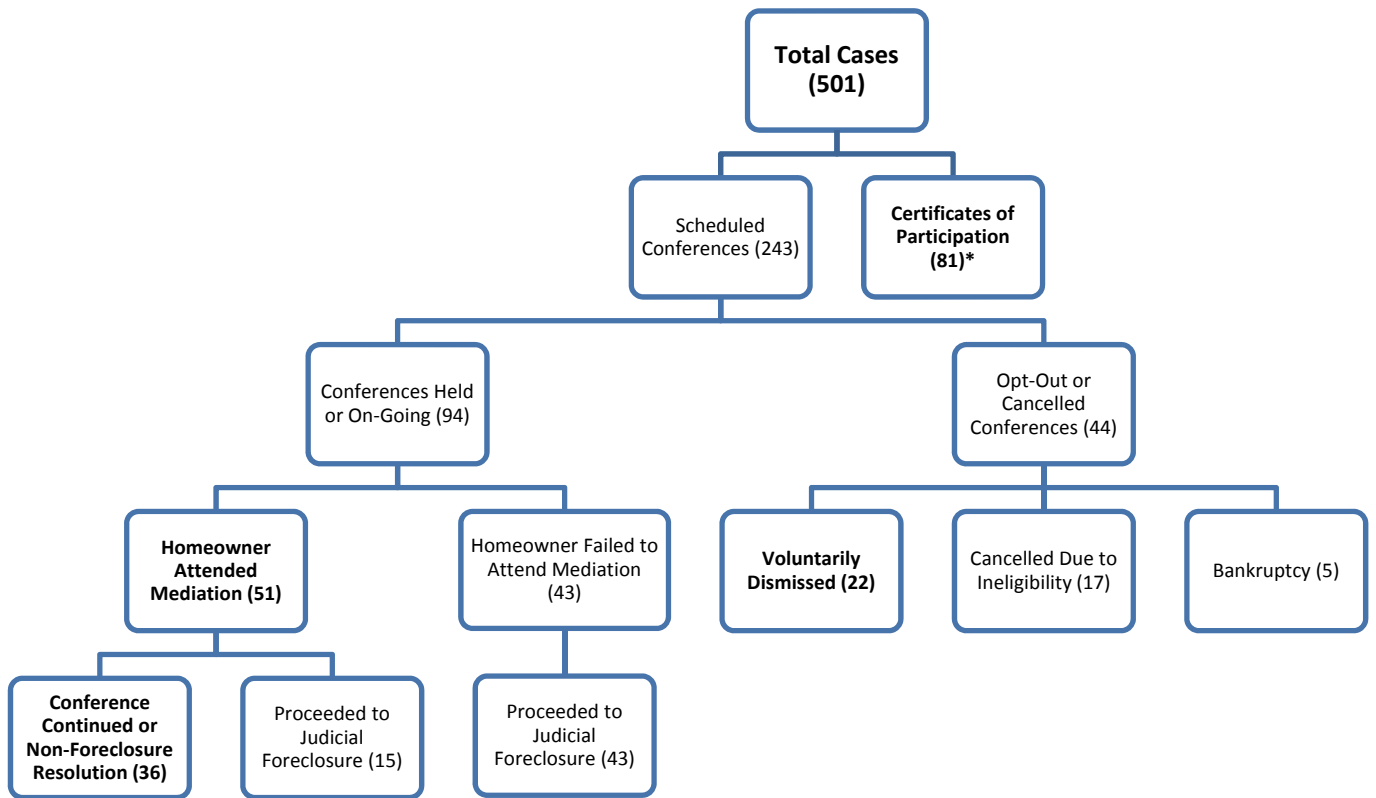 Total Cases
(501)
Scheduled
Conferences (243)
Certificates of
Participation
(81)*
Conferences Held
or On-Going (94)
Opt-Out or
Cancelled
Conferences (44)
Homeowner
Attended
Mediation (51)
Homeowner Failed to
Attend Mediation
(43)
Voluntarily
Dismissed (22)
Cancelled Due to
Ineligibility (17)
Bankruptcy (5)
Conference
Continued or
Non-Foreclosure
Resolution (36)
Proceeded to
Judicial
Foreclosure (15)
Proceeded to
Judicial
Foreclosure (43)